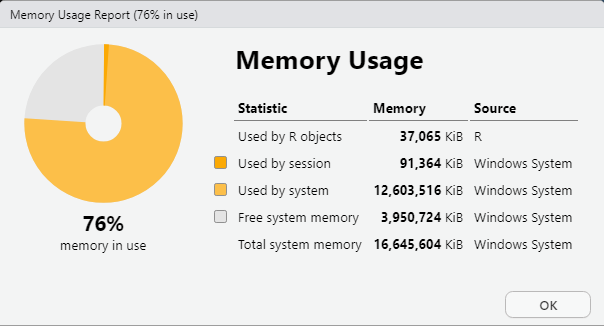 Memory Usage Report (76% in use)
Memory Usage
Statistic Memory Source
Used by R objects 37,065 KiB R
Used by session 91,364 KiB Windows System
Used by system 12,603,516 KiB Windows System
Free system memory 3,950,724 KiB Windows System
Total system memory 16,645,604 KiB Windows System
76%
memory in use
OK